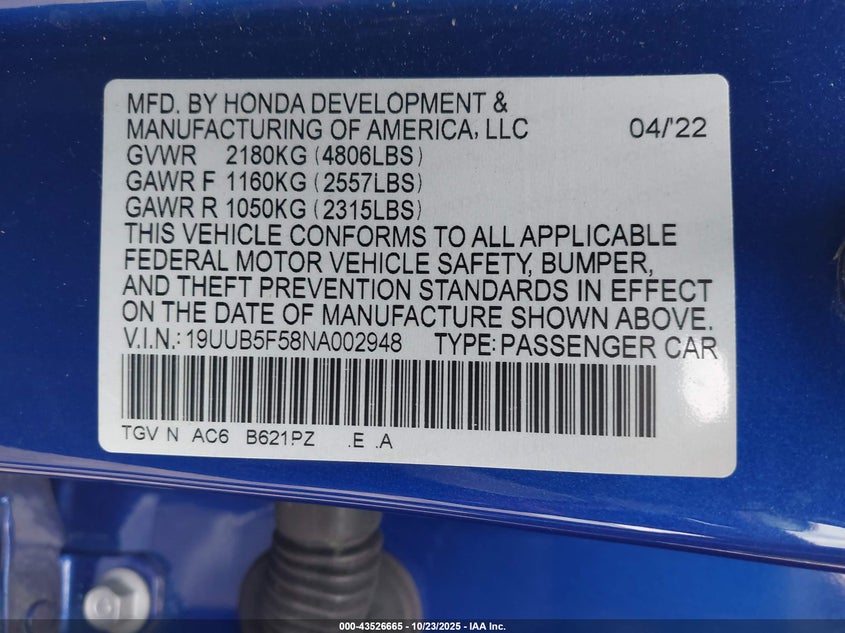 MFD. BY HONDA DEVELOPMENT &
MANUFACTURING OF AMERICA, LLC 04/'22
GVWR 2180KG (4806LBS)
GAWR F 1160KG (2557LBS)
GAWR R 1050KG (2315LBS)
THIS VEHICLE CONFORMS TO ALL APPLICABLE
FEDERAL MOTOR VEHICLE SAFETY, BUMPER,
AND THEFT PREVENTION STANDARDS IN EFFECT
ON THE DATE OF MANUFACTURE SHOWN ABOVE.
V.I.N.: 19UUB5F58NA002948 TYPE: PASSENGER CAR
TGV N AC6 B621PZ .E .A
000-43526665 - 10/23/2025 - IAA Inc.